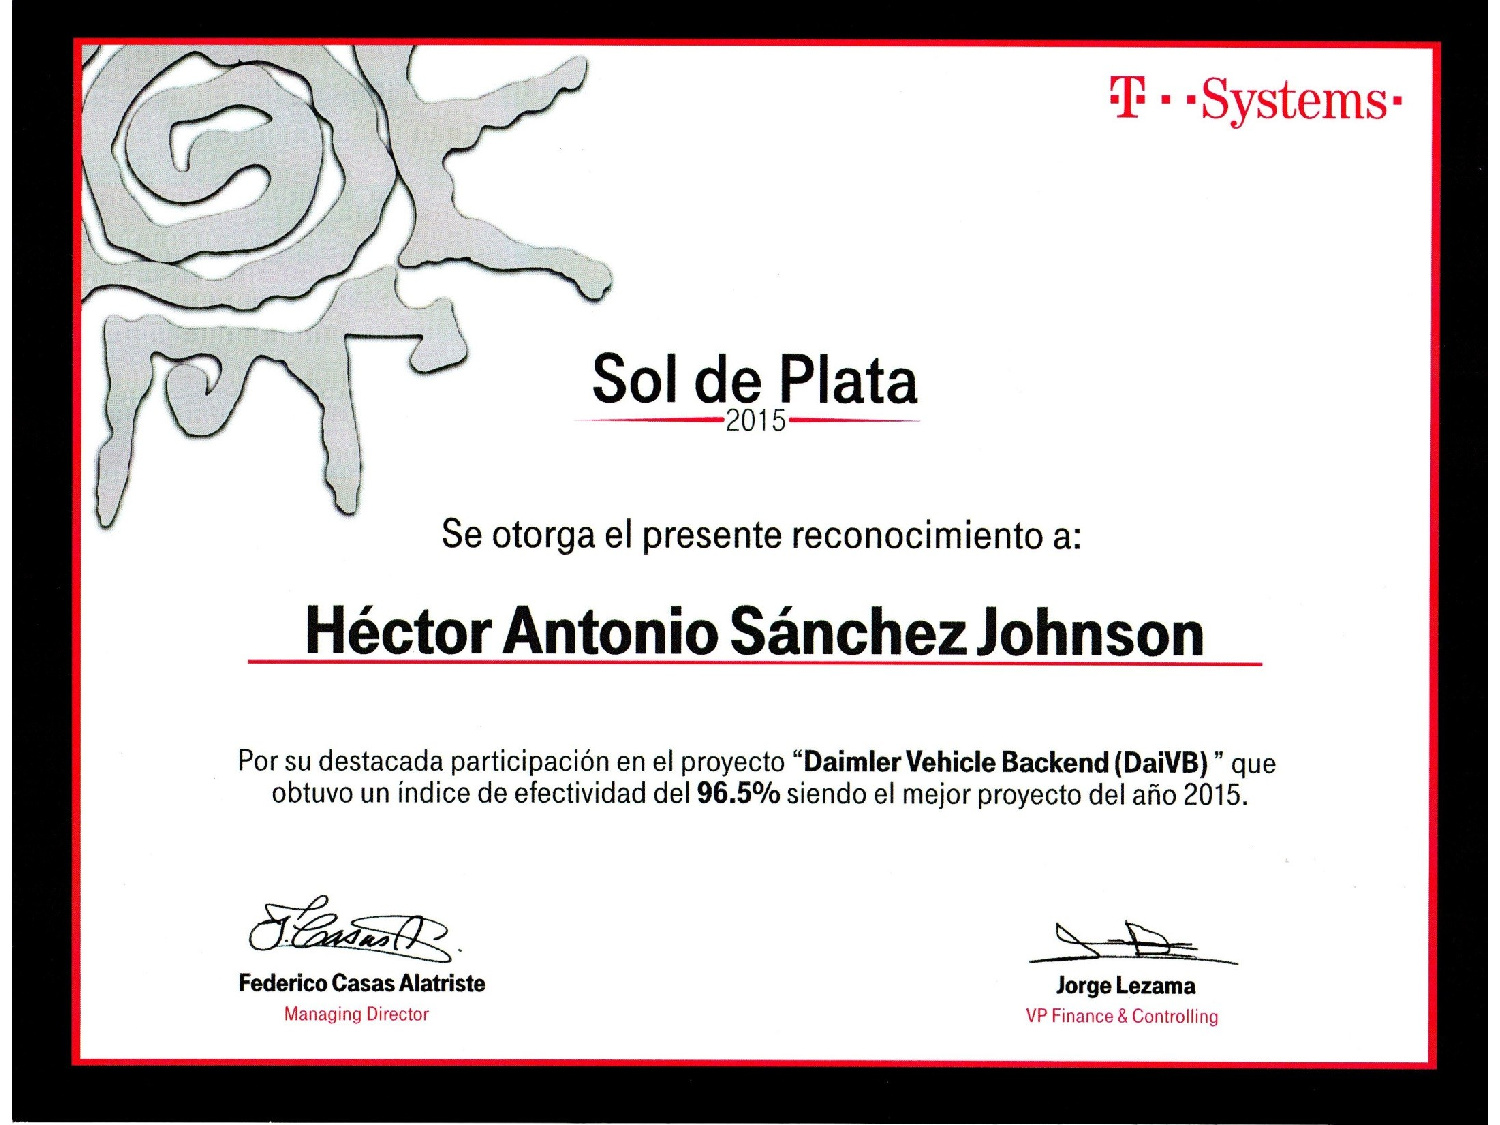 T··Systems·
Sol de Plata
2015
Se otorga el presente reconocimiento a:
Héctor Antonio Sánchez Johnson
Por su destacada participación en el proyecto “Daimler Vehicle Backend (DaiVB) ” que
obtuvo un índice de efectividad del 96.5% siendo el mejor proyecto del año 2015.
Federico Casas Alatriste
Managing Director
Jorge Lezama
VP Finance & Controlling